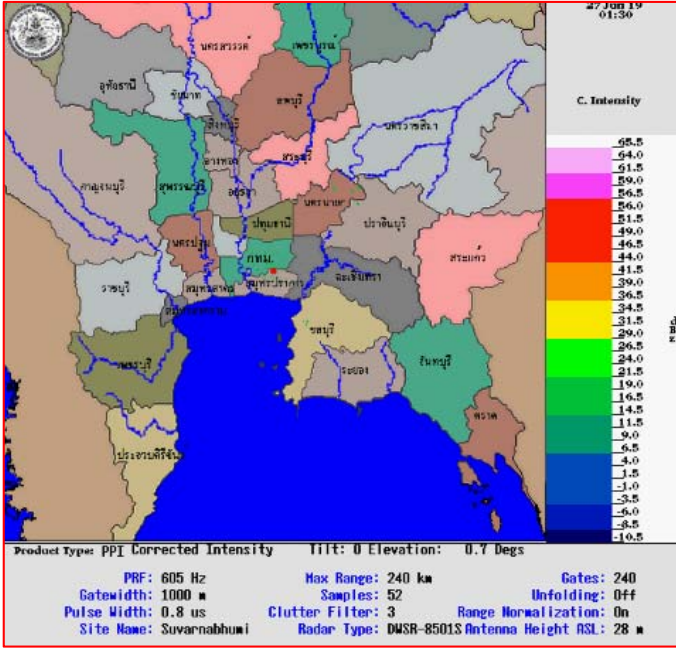 27 Jun 19
01:30
C. Intensity
นครสวรรค์
เพชรบูรณ์
อุทัยธานี
ชัยนาท
ลพบุรี
สิงห์บุรี
นครราชสีมา
อ่างทอง
สระบุรี
กาญจนบุรี
สุพรรณบุรี
อยุธยา
นครนายก
ปราจีนบุรี
ปทุมธานี
นครปฐม
สระแก้ว
กทม.
ราชบุรี
สมุทรสาคร
สมุทรปราการ
ฉะเชิงเทรา
ชลบุรี
เพชรบุรี
ระยอง
จันทบุรี
ตราด
ประจวบคีรีขันธ์
65.5
64.0
61.5
59.0
56.5
56.0
51.5
49.0
46.5
44.0
41.5
39.0
36.5
34.0
31.5
29.0
26.5
24.0
21.5
19.0
16.5
14.0
11.5
9.0
6.5
4.0
1.5
-1.0
-3.5
-6.0
-8.5
-10.5
Product Type: PPI Corrected Intensity Tilt: 0 Elevation: 0.7 Degs
PRF: 605 Hz Max Range: 240 km Gates: 240
Gatewidth: 1000 m Samples: 52 Unfolding: Off
Pulse Width: 0.8 us Clutter Filter: 3 Range Normalization: On
Site Name: Suvarnabhumi Radar Type: DWSR-8501S Antenna Height ASL: 28 m